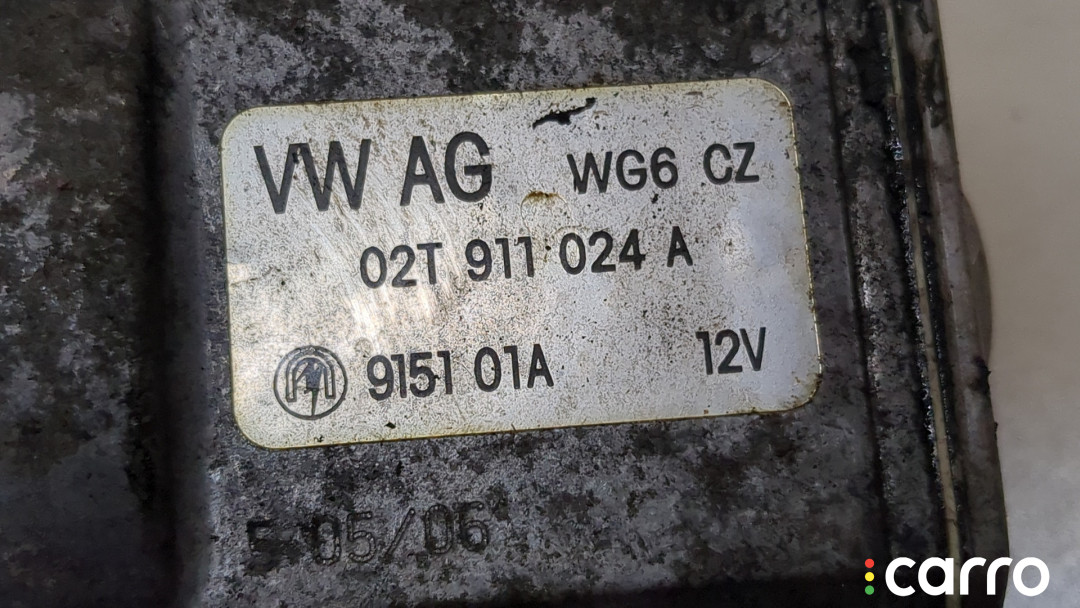 VW AG WG6 CZ
02T 911 024 A
9151 01A 12V
05/06
carro